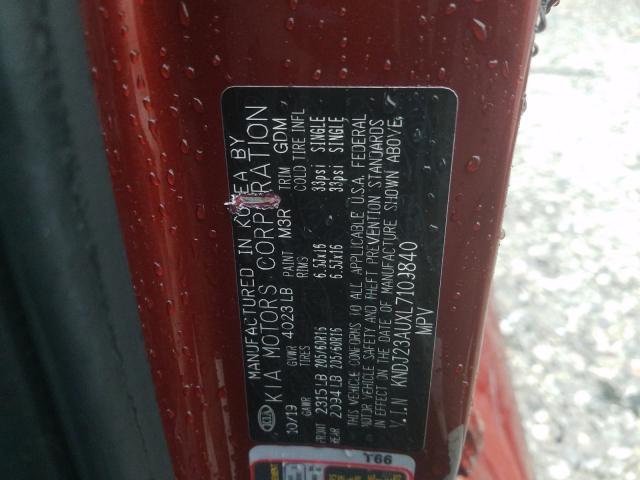 MANUFACTURED IN KOREA BY
KIA MOTORS CORPORATION
KIA
10/19 GVWR 4023LB PAINT M3R TRIM GDM
GAWR TIRES RIMS COLD TIRE INFL
FRONT 2315LB 205/60R16 6.5Jx16 33psi SINGLE
REAR 2094LB 205/60R16 6.5Jx16 33psi SINGLE
THIS VEHICLE CONFORMS TO ALL APPLICABLE U.S.A. FEDERAL
MOTOR VEHICLE SAFETY AND THEFT PREVENTION STANDARDS
IN EFFECT ON THE DATE OF MANUFACTURE SHOWN ABOVE.
V.I.N KNDJ23AUXL7109840
MPV
T66